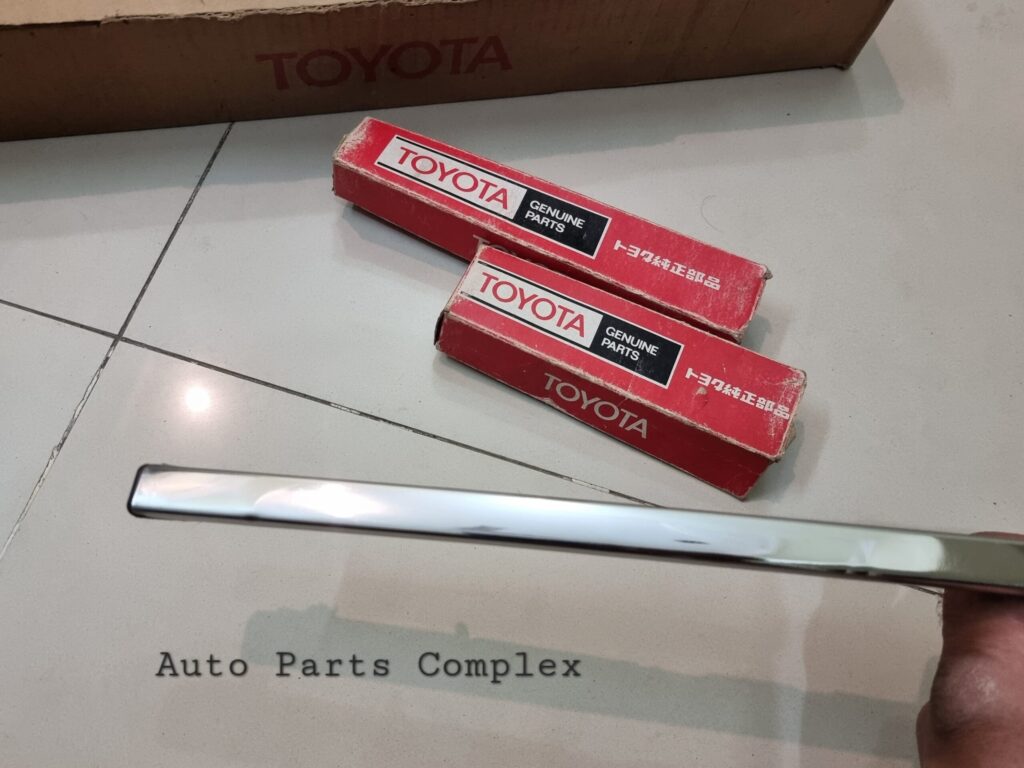 TOYOTA
TOYOTA
GENUINE
PARTS
トヨタ純正部品
TOYOTA
GENUINE
PARTS
トヨタ純正部品
TOYOTA
Auto Parts Complex